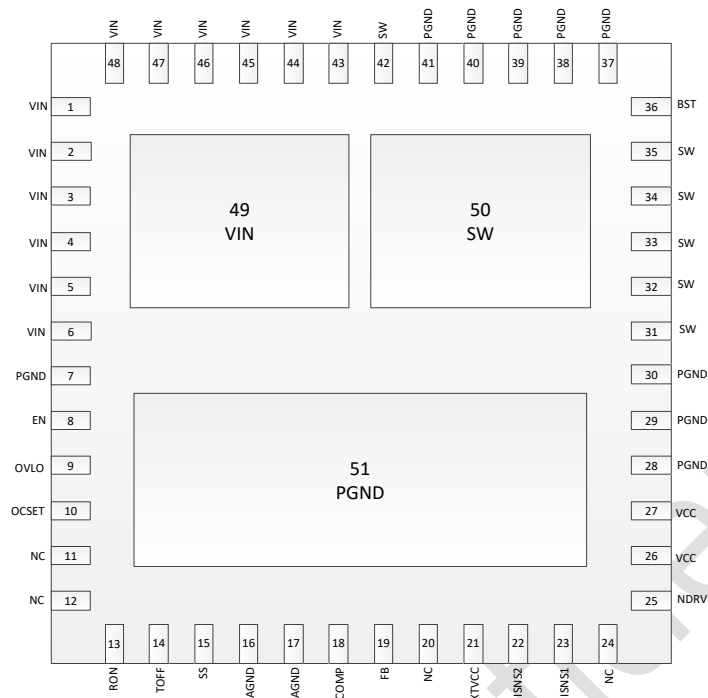 VIN VIN VIN VIN VIN VIN SW PGND PGND PGND PGND PGND
48 47 46 45 44 43 42 41 40 39 38 37
VIN 1 36 BST
VIN 2 35 SW
VIN 3 34 SW
VIN 4 33 SW
VIN 5 32 SW
VIN 6 31 SW
49
VIN
50
SW
PGND 7 30 PGND
EN 8 29 PGND
OVLO 9 28 PGND
OCSET 10 27 VCC
NC 11 26 VCC
NC 12 25 NDRV
51
PGND
13 14 15 16 17 18 19 20 21 22 23 24
RON TOFF SS AGND AGND COMP FB NC XTVCC ISNS2 ISNS1 NC